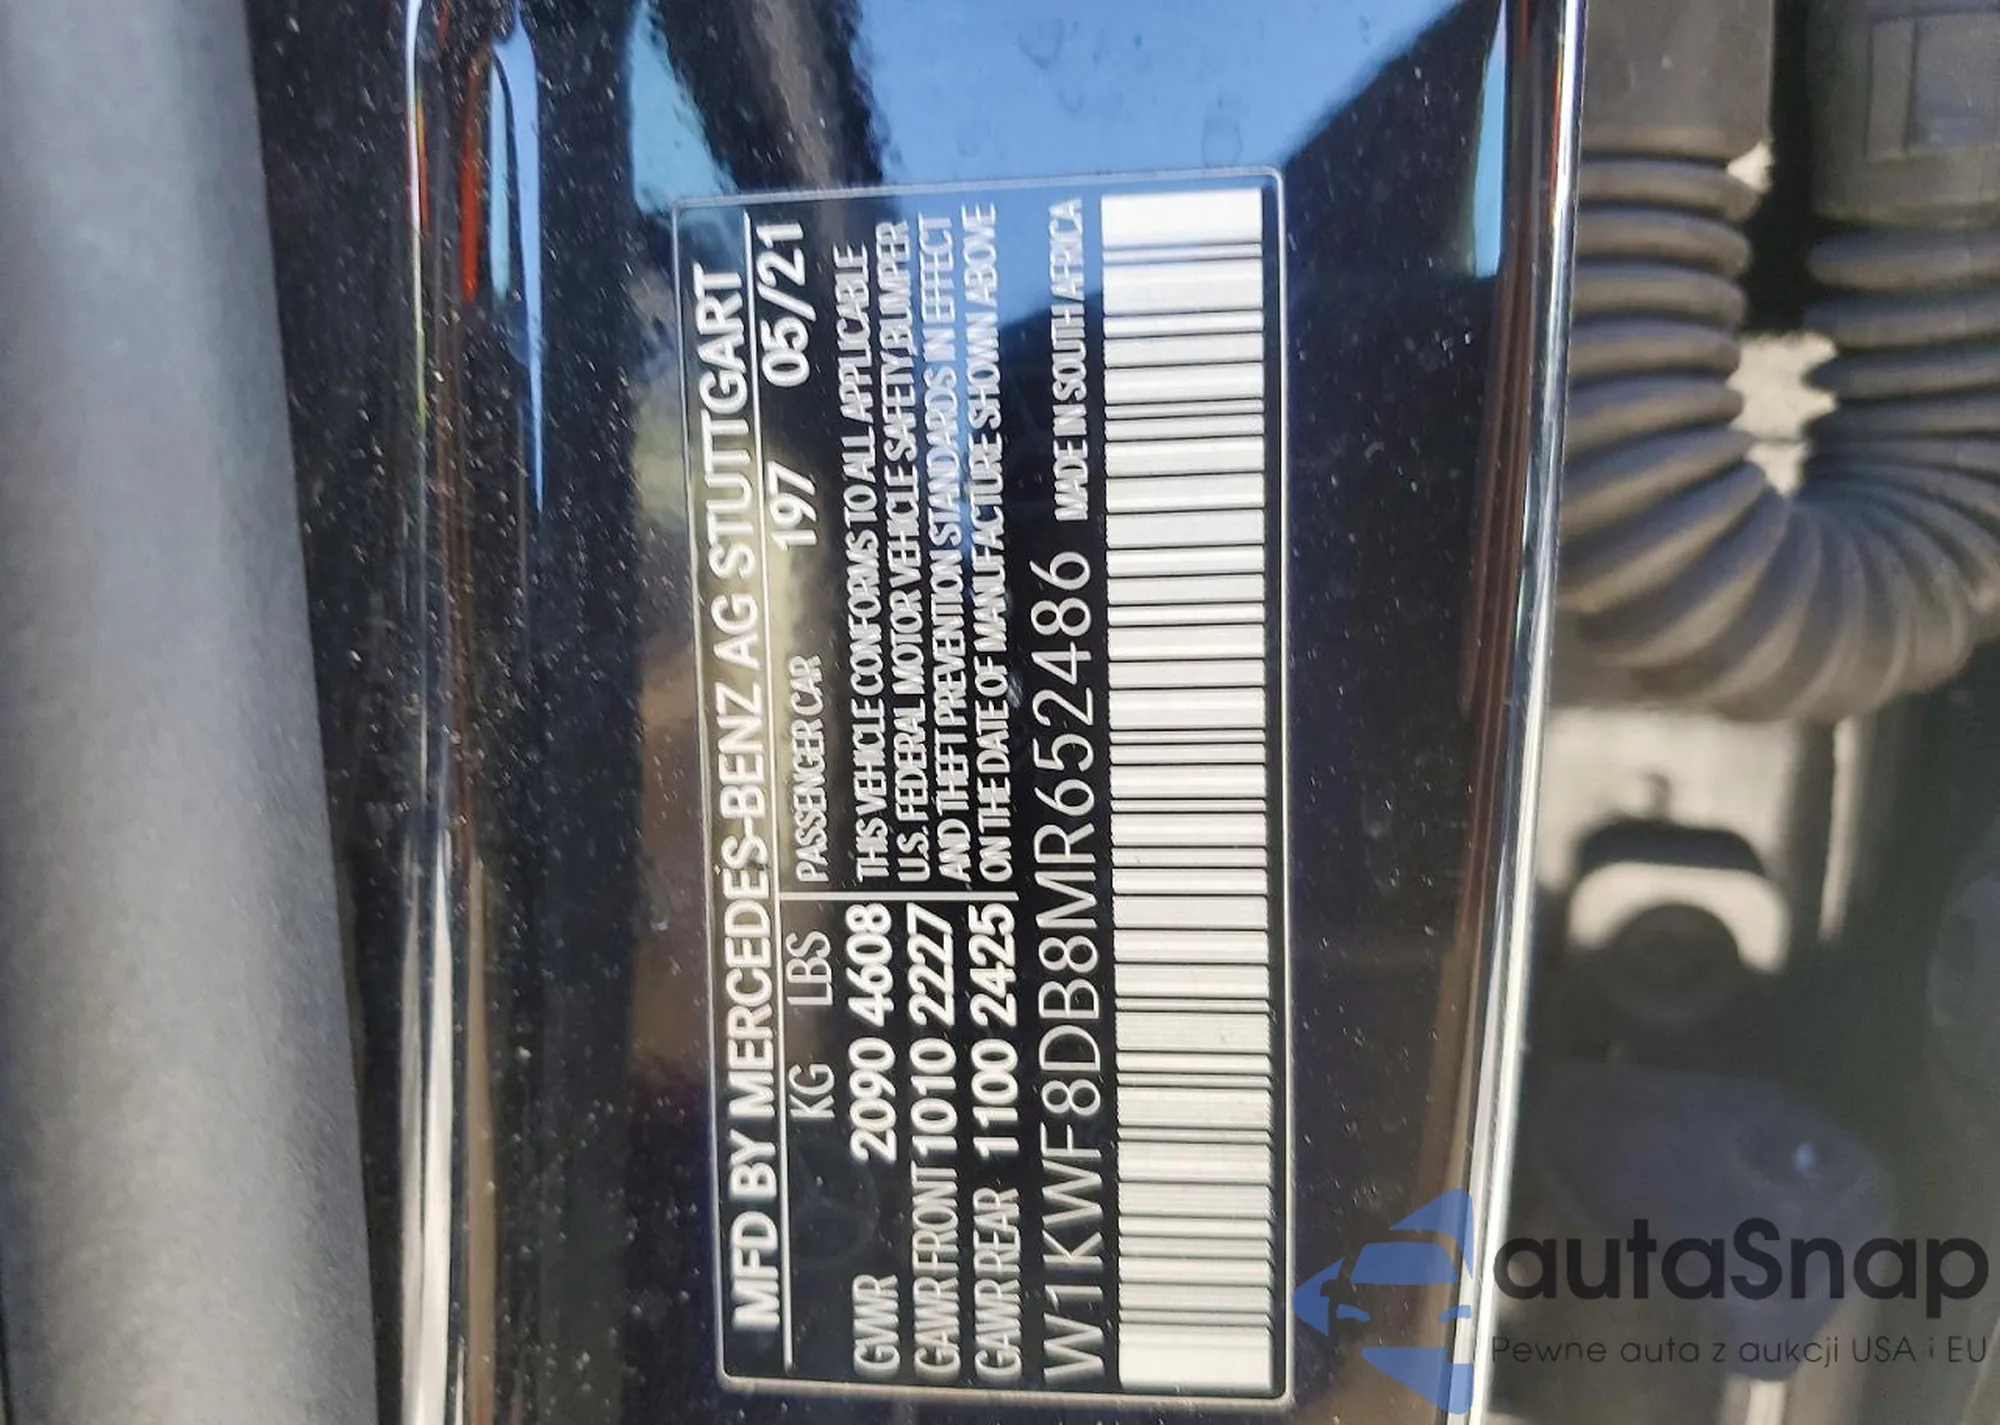 MFD BY MERCEDES-BENZ AG STUTTGART
KG LBS PASSENGER CAR 197 05/21
GVWR 2090 4608 THIS VEHICLE CONFORMS TO ALL APPLICABLE
GAWR FRONT 1010 2227 U.S. FEDERAL MOTOR VEHICLE SAFETY,BUMPER
GAWR REAR 1100 2425 AND THEFT PREVENTION STANDARDS IN EFFECT
ON THE DATE OF MANUFACTURE SHOWN ABOVE
W1KWF8DB8MR652486 MADE IN SOUTH AFRICA
autaSnap
Pewne auta z aukcji USA i EU